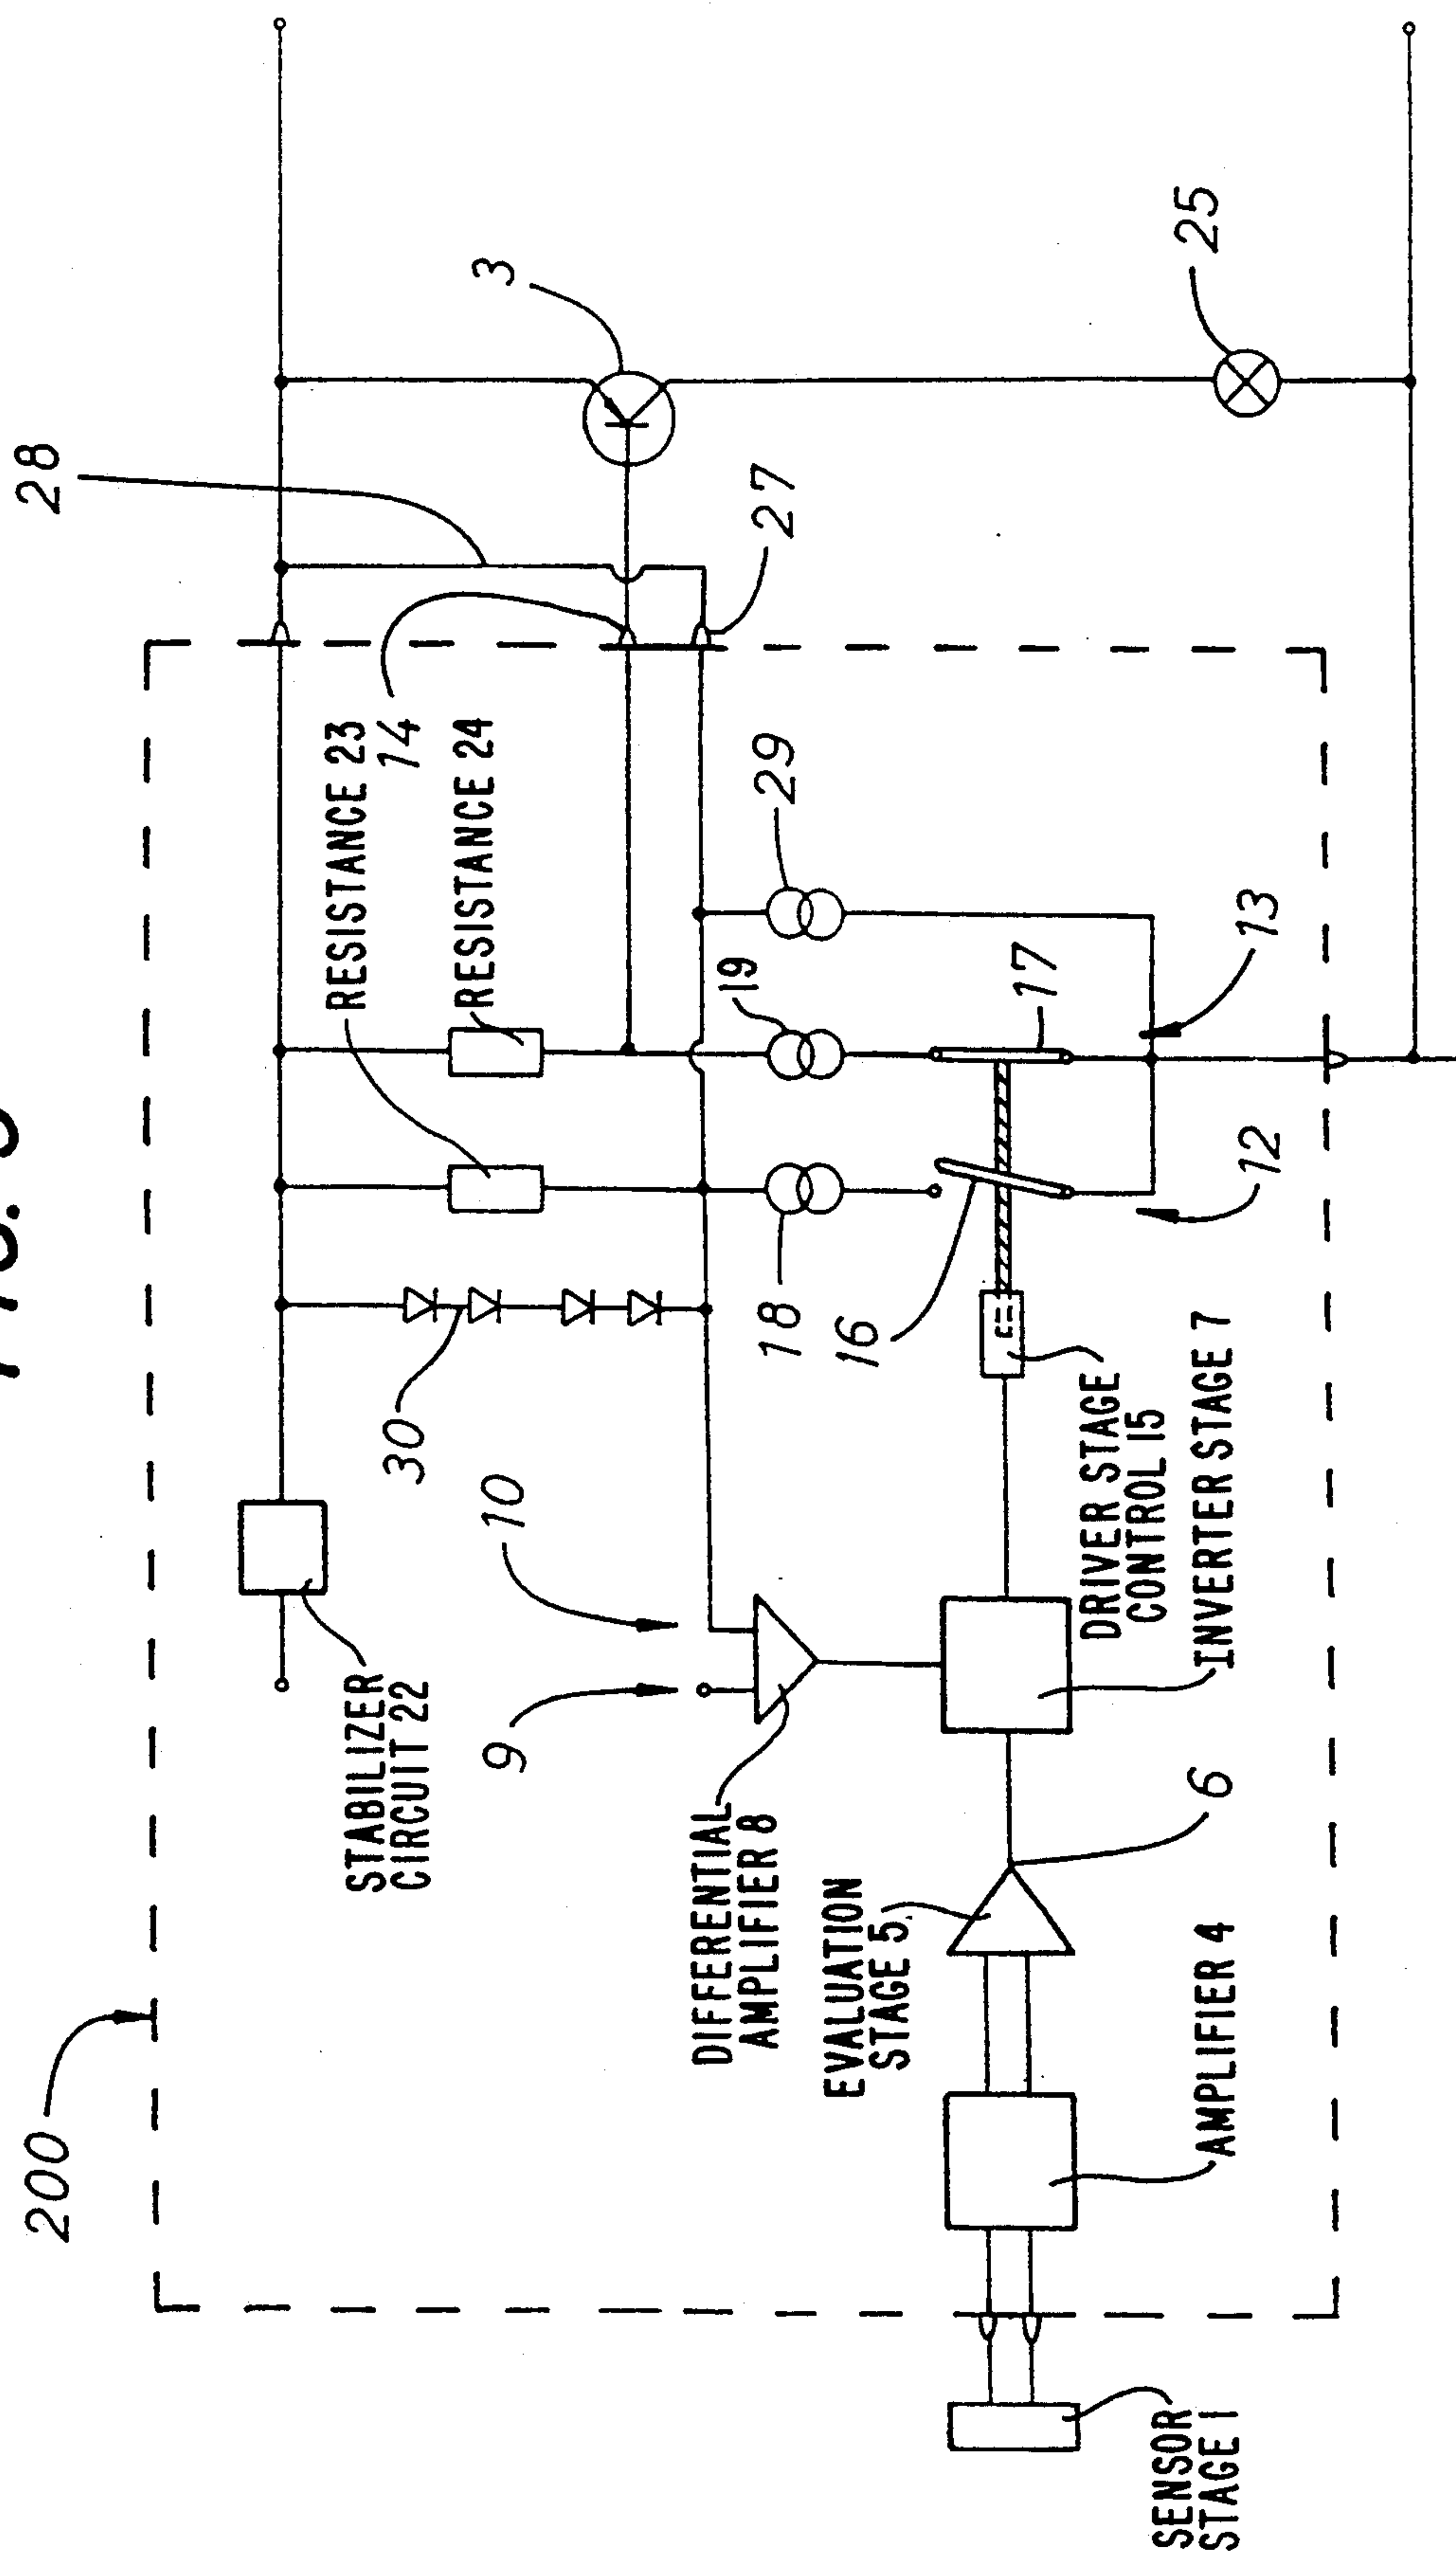 28
3
25
27
RESISTANCE 23
14
RESISTANCE 24
29
19
17
13
12
30
18
16
10
9
STABILIZER
CIRCUIT 22
DRIVER STAGE
CONTROL 15
INVERTER STAGE 7
DIFFERENTIAL
AMPLIFIER 8
EVALUATION
STAGE 5
6
AMPLIFIER 4
200
SENSOR
STAGE 1